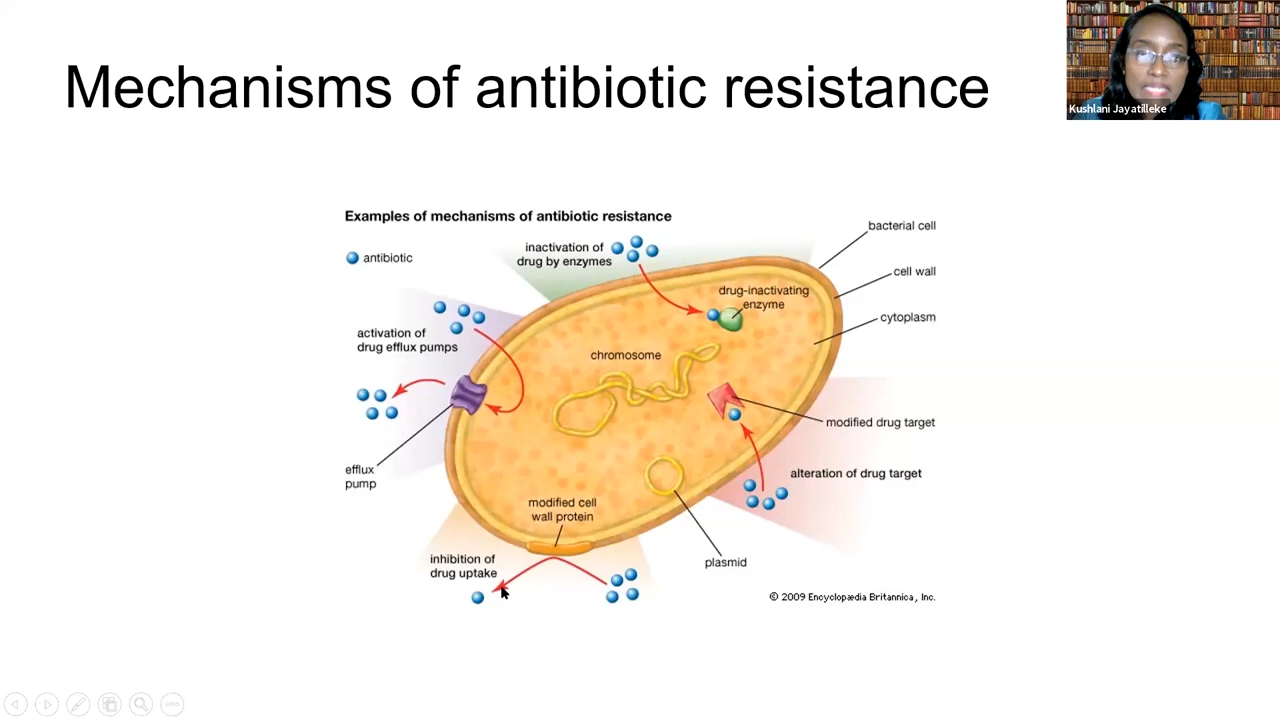 Mechanisms of antibiotic resistance
Kushlani Jayatilleke
Examples of mechanisms of antibiotic resistance
antibiotic
inactivation of
drug by enzymes
bacterial cell
cell wall
cytoplasm
drug-inactivating
enzyme
activation of
drug efflux pumps
chromosome
modified drug target
efflux
pump
alteration of drug target
modified cell
wall protein
inhibition of
drug uptake
plasmid
© 2009 Encyclopædia Britannica, Inc.